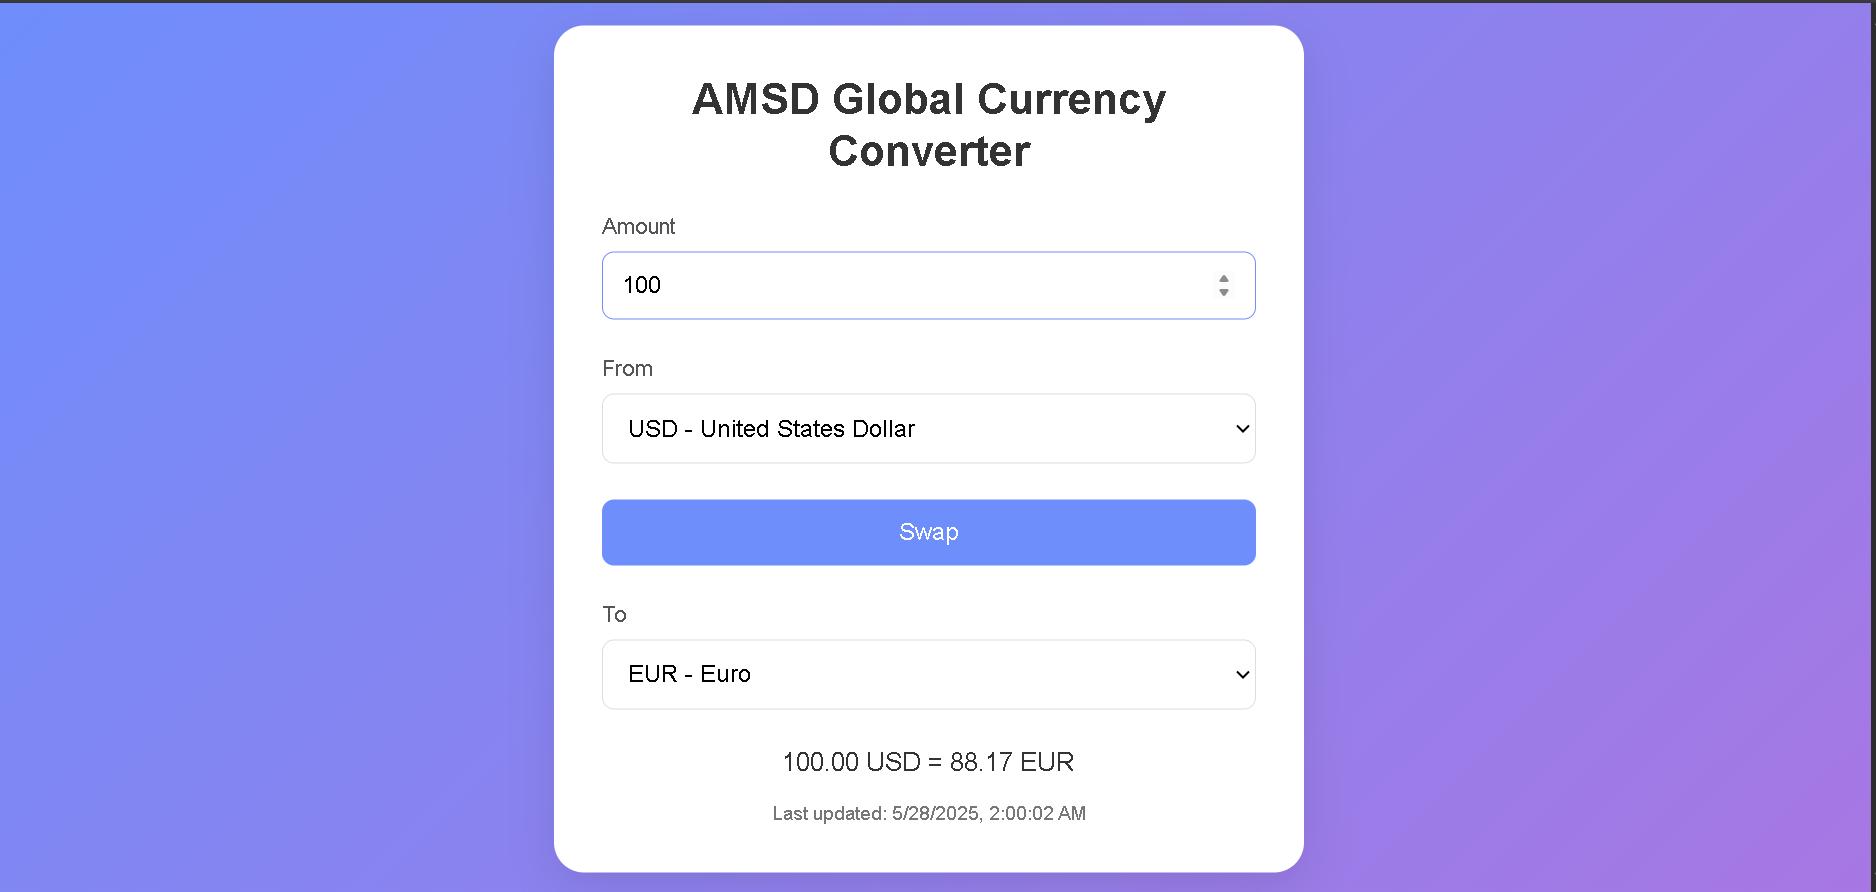 AMSD Global Currency
Converter
Amount
100
From
USD - United States Dollar
Swap
To
EUR - Euro
100.00 USD = 88.17 EUR
Last updated: 5/28/2025, 2:00:02 AM